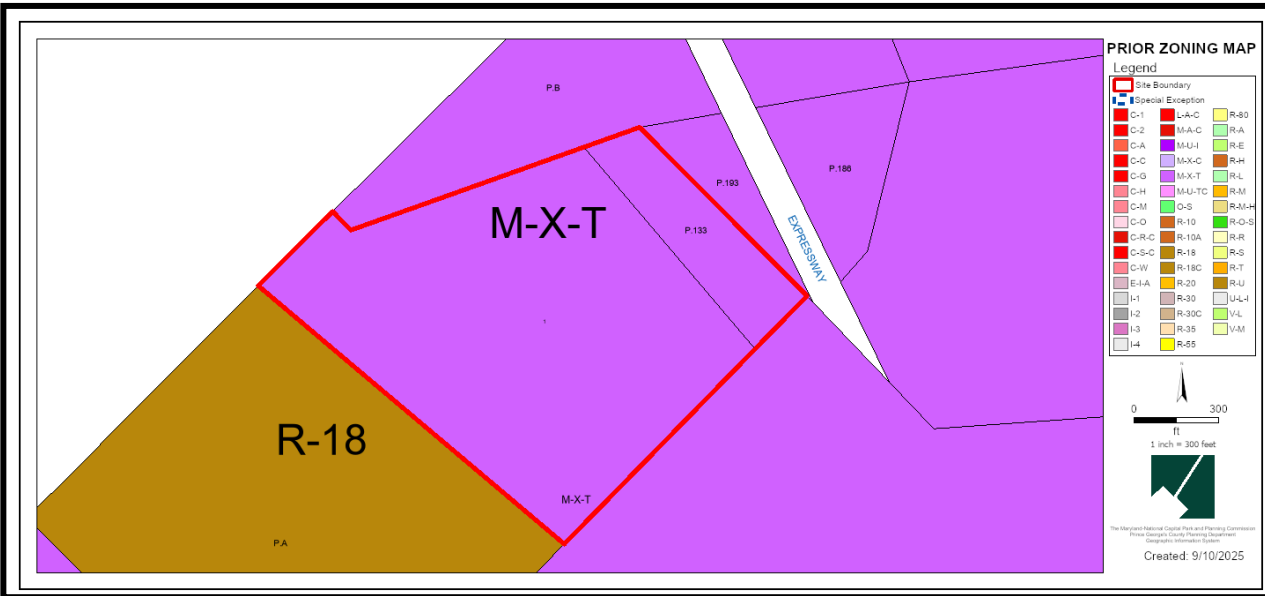 PRIOR ZONING MAP
Legend
Site Boundary
Special Exception
C-1
C-2
C-A
C-C
C-G
C-H
C-M
C-O
C-R-C
C-S-C
C-W
E-I-A
I-1
I-2
I-3
I-4
L-A-C
M-A-C
M-U-I
M-X-C
M-X-T
M-U-TC
O-S
R-10
R-10A
R-18
R-18C
R-20
R-30
R-30C
R-35
R-55
R-80
R-A
R-E
R-H
R-L
R-M
R-M-H
R-O-S
R-R
R-S
R-T
R-U
U-L-I
V-L
V-M
P.B
M-X-T
P.193
P.186
P.133
EXPRESSWAY
1
R-18
M-X-T
P.A
N
0 300
ft
1 inch = 300 feet
The Maryland-National Capital Park and Planning Commission
Prince George's County Planning Department
Geographic Information System
Created: 9/10/2025